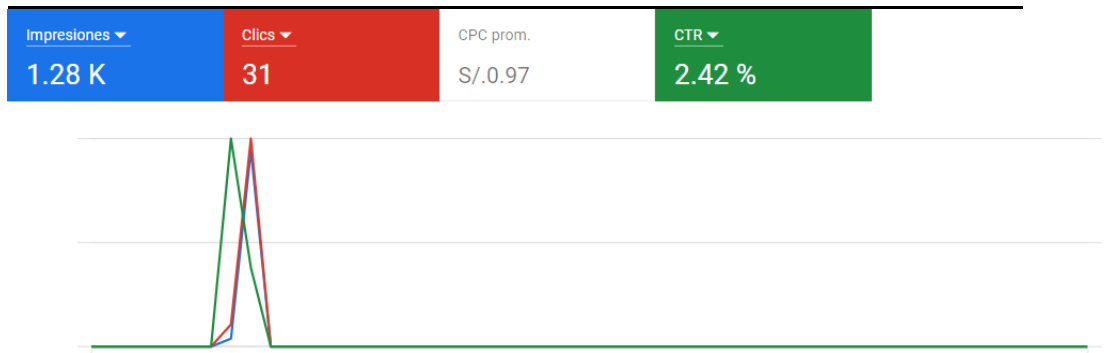 Impresiones Clics CPC prom. CTR
1.28 K 31 S/.0.97 2.42 %